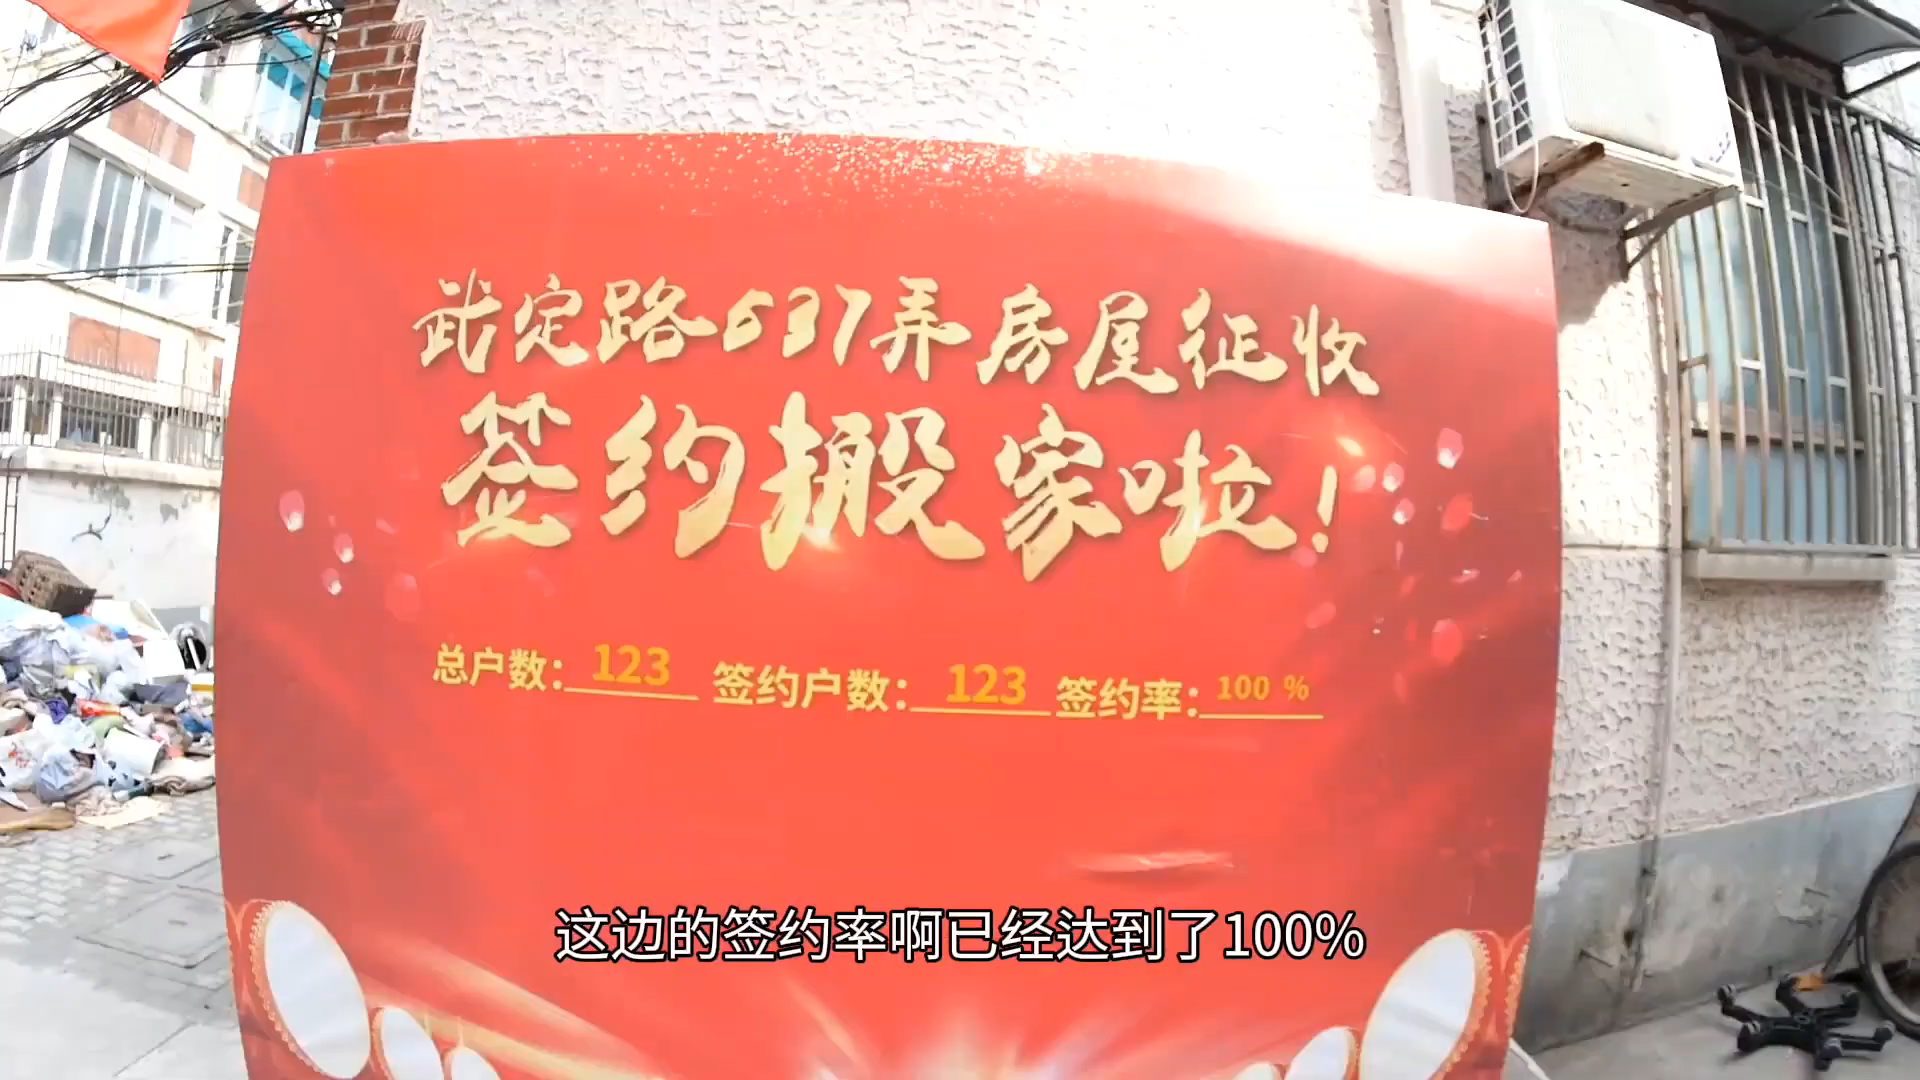 武定路637弄房屋征收
签约搬家啦!
总户数:123 签约户数:123 签约率:100 %
这边的签约率啊已经达到了100%